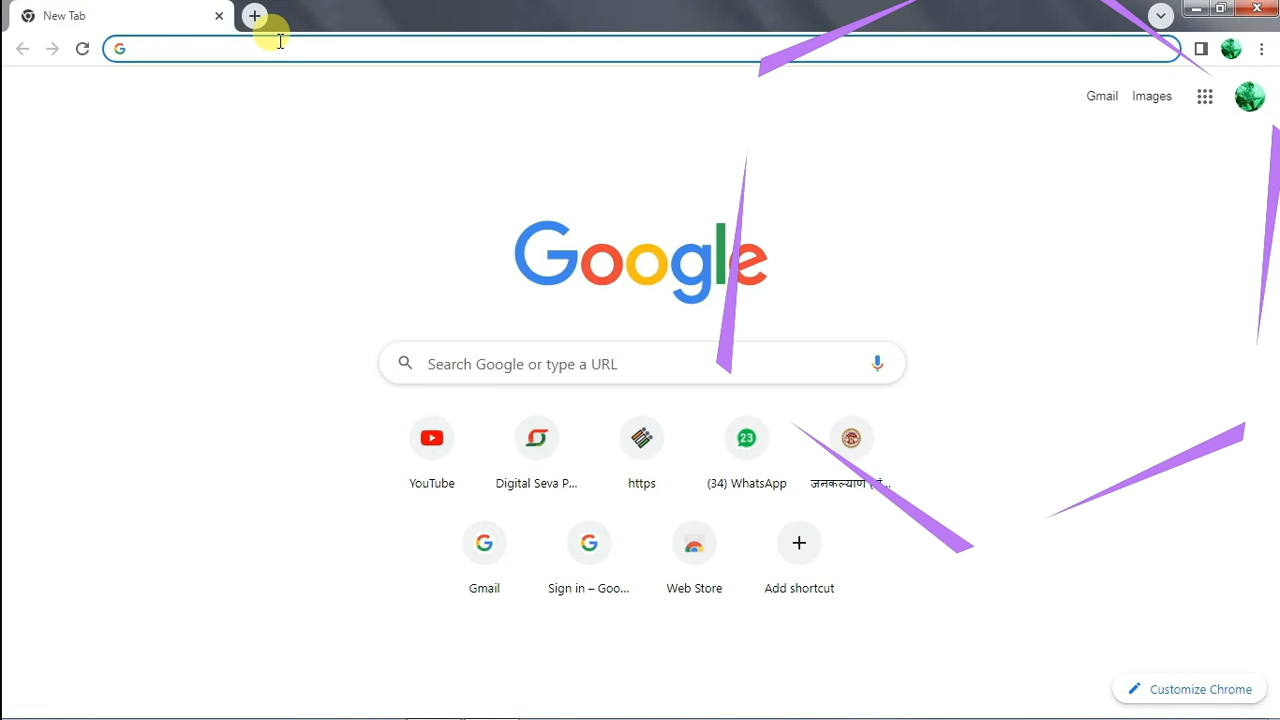 New Tab
Gmail Images
Google
Search Google or type a URL
YouTube
Digital Seva P...
https
23
(34) WhatsApp
Gmail
Sign in – Goo...
Web Store
Add shortcut
Customize Chrome